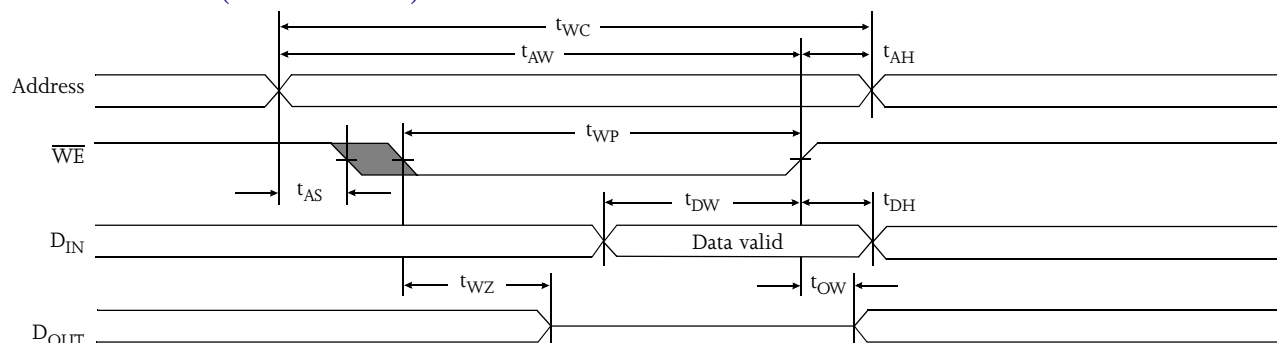 tWC
tAW
tAH
Address
tWP
WE
tAS
tDW
tDH
DIN
Data valid
tWZ
tOW
DOUT